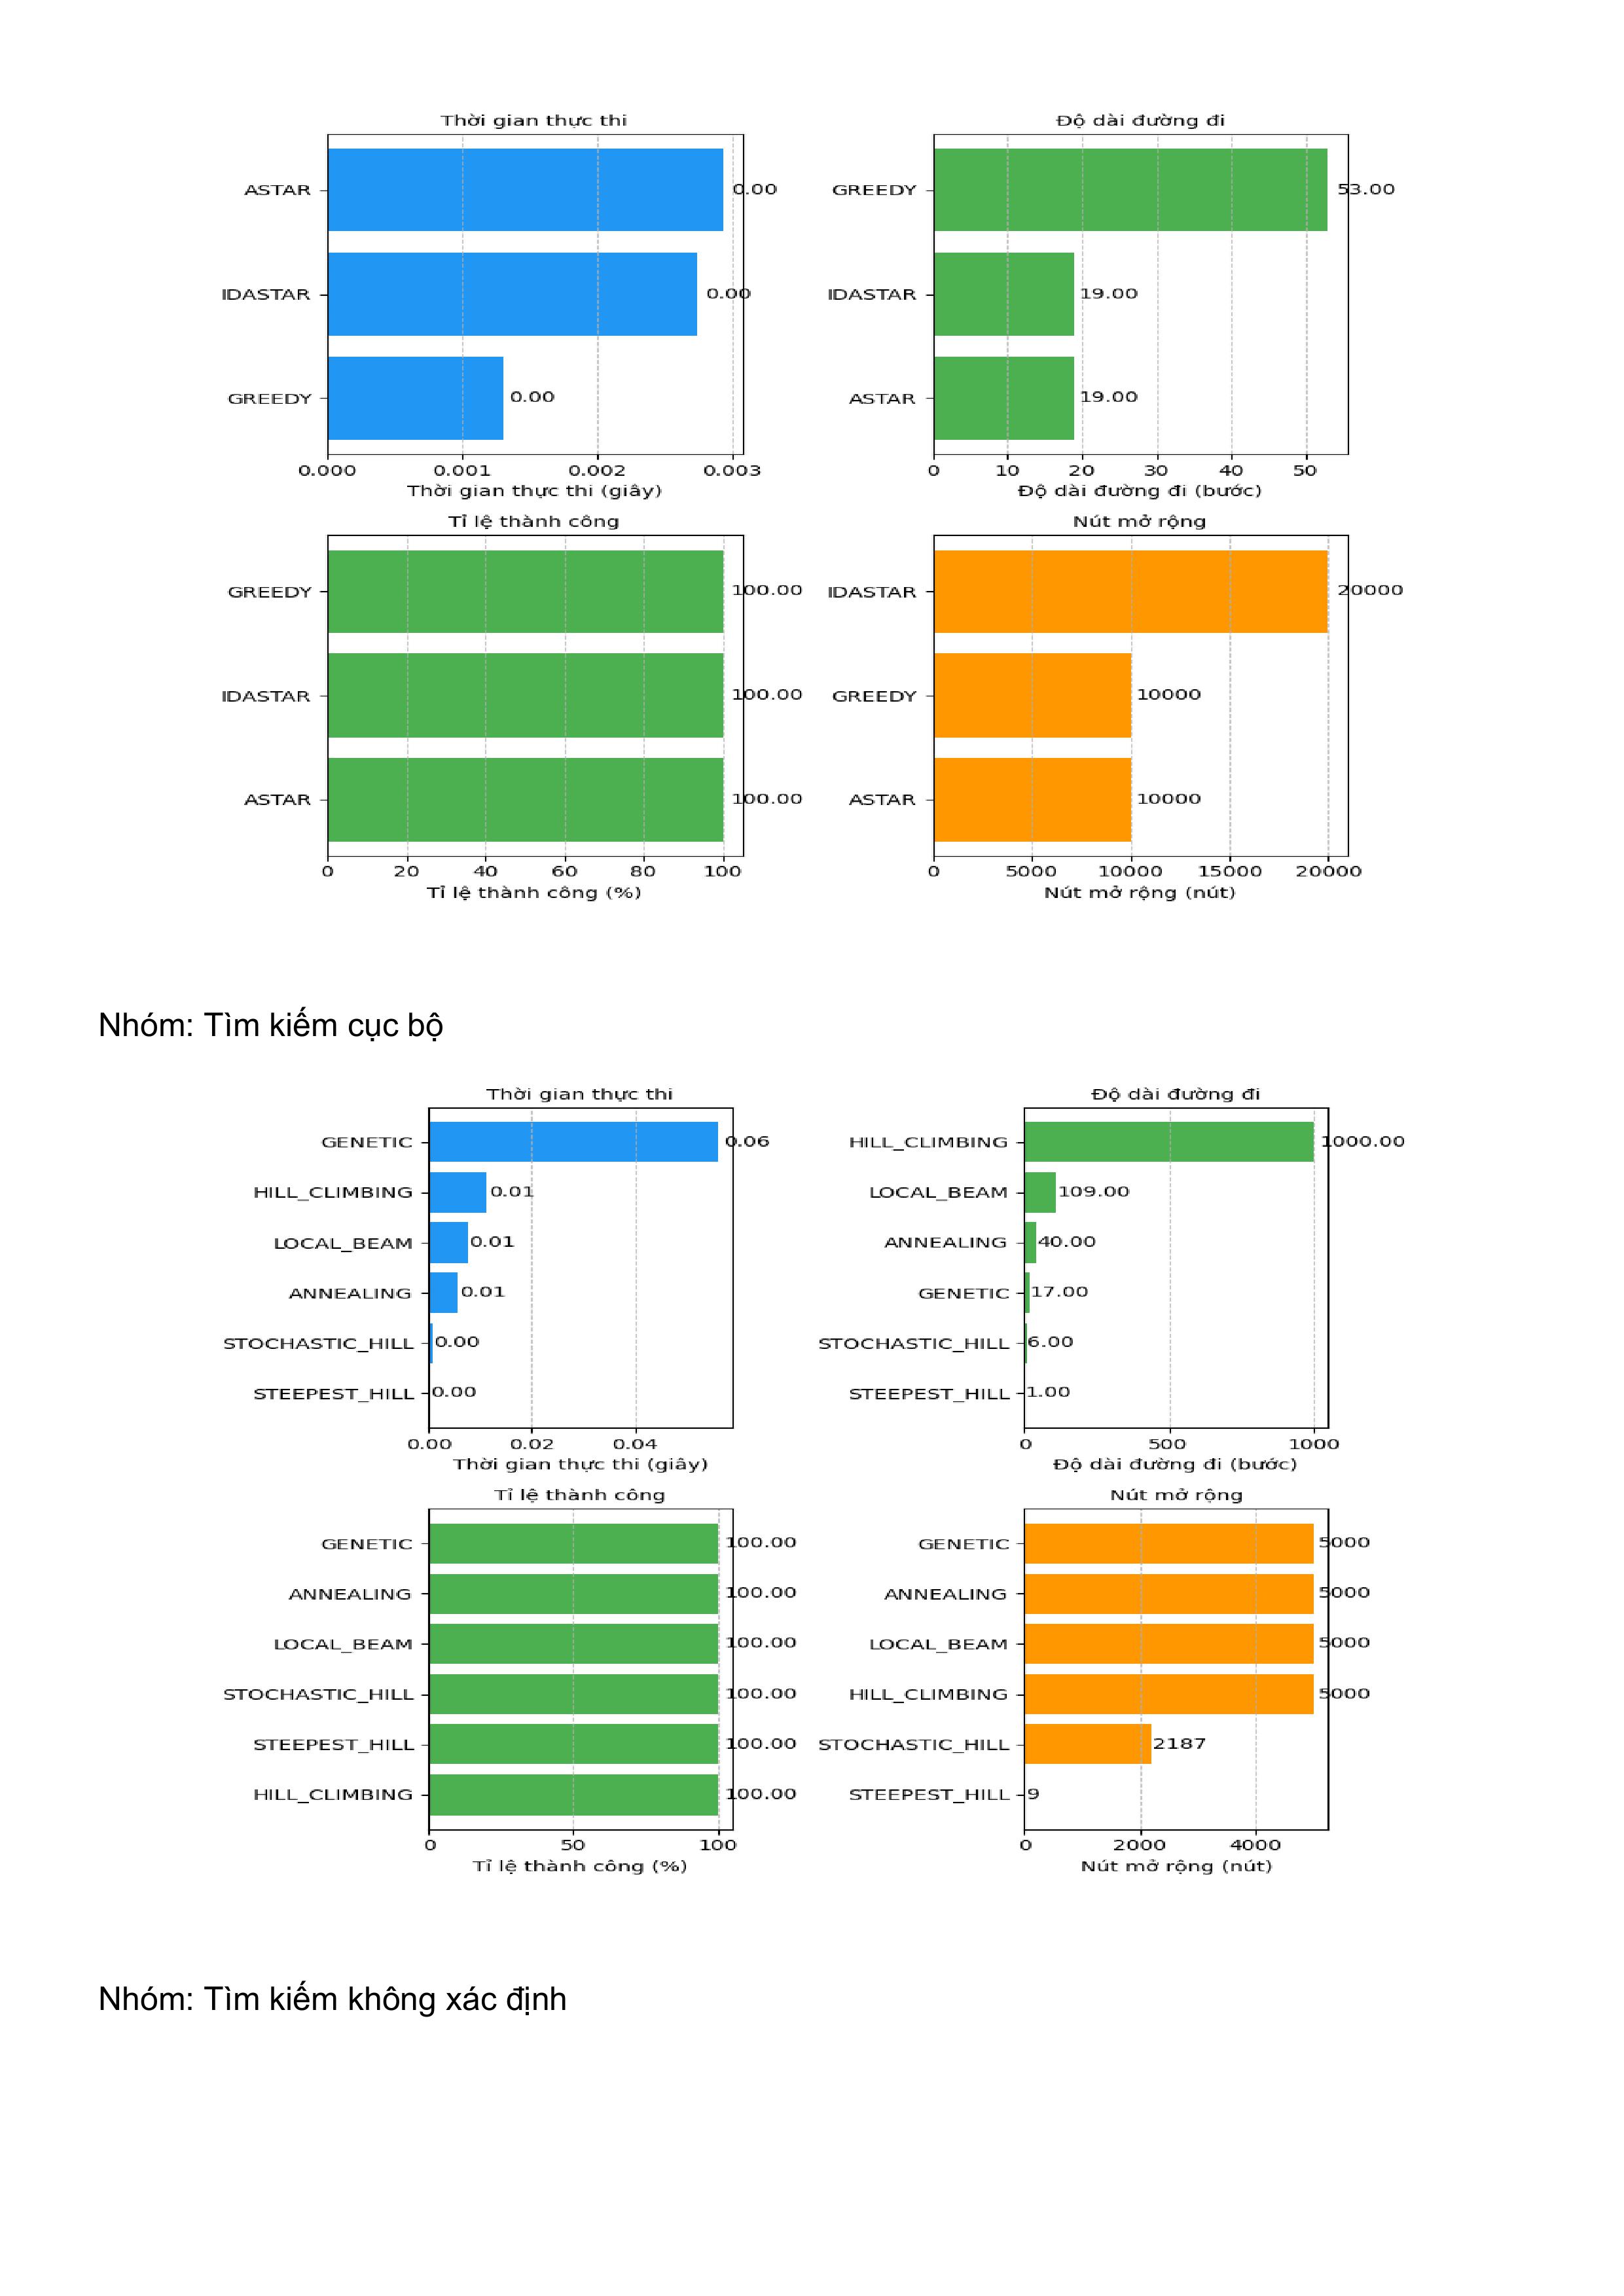 Thời gian thực thi
ASTAR
0.00
IDASTAR
0.00
GREEDY
0.00
0.000 0.001 0.002 0.003
Thời gian thực thi (giây)
Độ dài đường đi
GREEDY
53.00
IDASTAR
19.00
ASTAR
19.00
0 10 20 30 40 50
Độ dài đường đi (bước)
Tỉ lệ thành công
GREEDY
100.00
IDASTAR
100.00
ASTAR
100.00
0 20 40 60 80 100
Tỉ lệ thành công (%)
Nút mở rộng
IDASTAR
20000
GREEDY
10000
ASTAR
10000
0 5000 10000 15000 20000
Nút mở rộng (nút)
Nhóm: Tìm kiếm cục bộ
Thời gian thực thi
GENETIC
0.06
HILL_CLIMBING
0.01
LOCAL_BEAM
0.01
ANNEALING
0.01
STOCHASTIC_HILL
0.00
STEEPEST_HILL
0.00
0.00 0.02 0.04
Thời gian thực thi (giây)
Độ dài đường đi
HILL_CLIMBING
1000.00
LOCAL_BEAM
109.00
ANNEALING
40.00
GENETIC
17.00
STOCHASTIC_HILL
6.00
STEEPEST_HILL
1.00
0 500 1000
Độ dài đường đi (bước)
Tỉ lệ thành công
GENETIC
100.00
ANNEALING
100.00
LOCAL_BEAM
100.00
STOCHASTIC_HILL
100.00
STEEPEST_HILL
100.00
HILL_CLIMBING
100.00
0 50 100
Tỉ lệ thành công (%)
Nút mở rộng
GENETIC
5000
ANNEALING
5000
LOCAL_BEAM
5000
HILL_CLIMBING
5000
STOCHASTIC_HILL
2187
STEEPEST_HILL
9
0 2000 4000
Nút mở rộng (nút)
Nhóm: Tìm kiếm không xác định